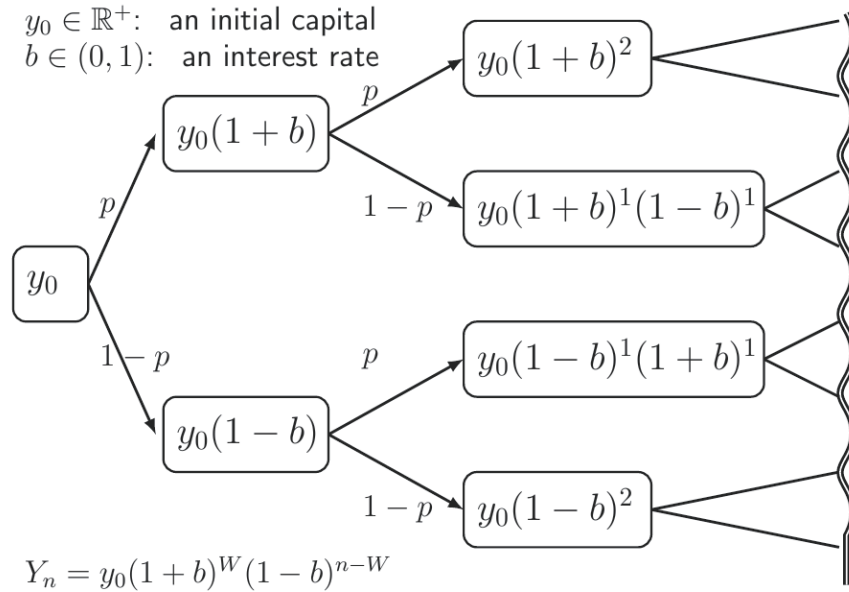 y₀ ∈ ℝ⁺: an initial capital
b ∈ (0, 1): an interest rate
y₀(1 + b)²
p
y₀(1 + b)
1 − p
y₀(1 + b)¹(1 − b)¹
p
y₀
1 − p
p
y₀(1 − b)¹(1 + b)¹
y₀(1 − b)
1 − p
y₀(1 − b)²
Yₙ = y₀(1 + b)ᵂ(1 − b)ⁿ⁻ᵂ